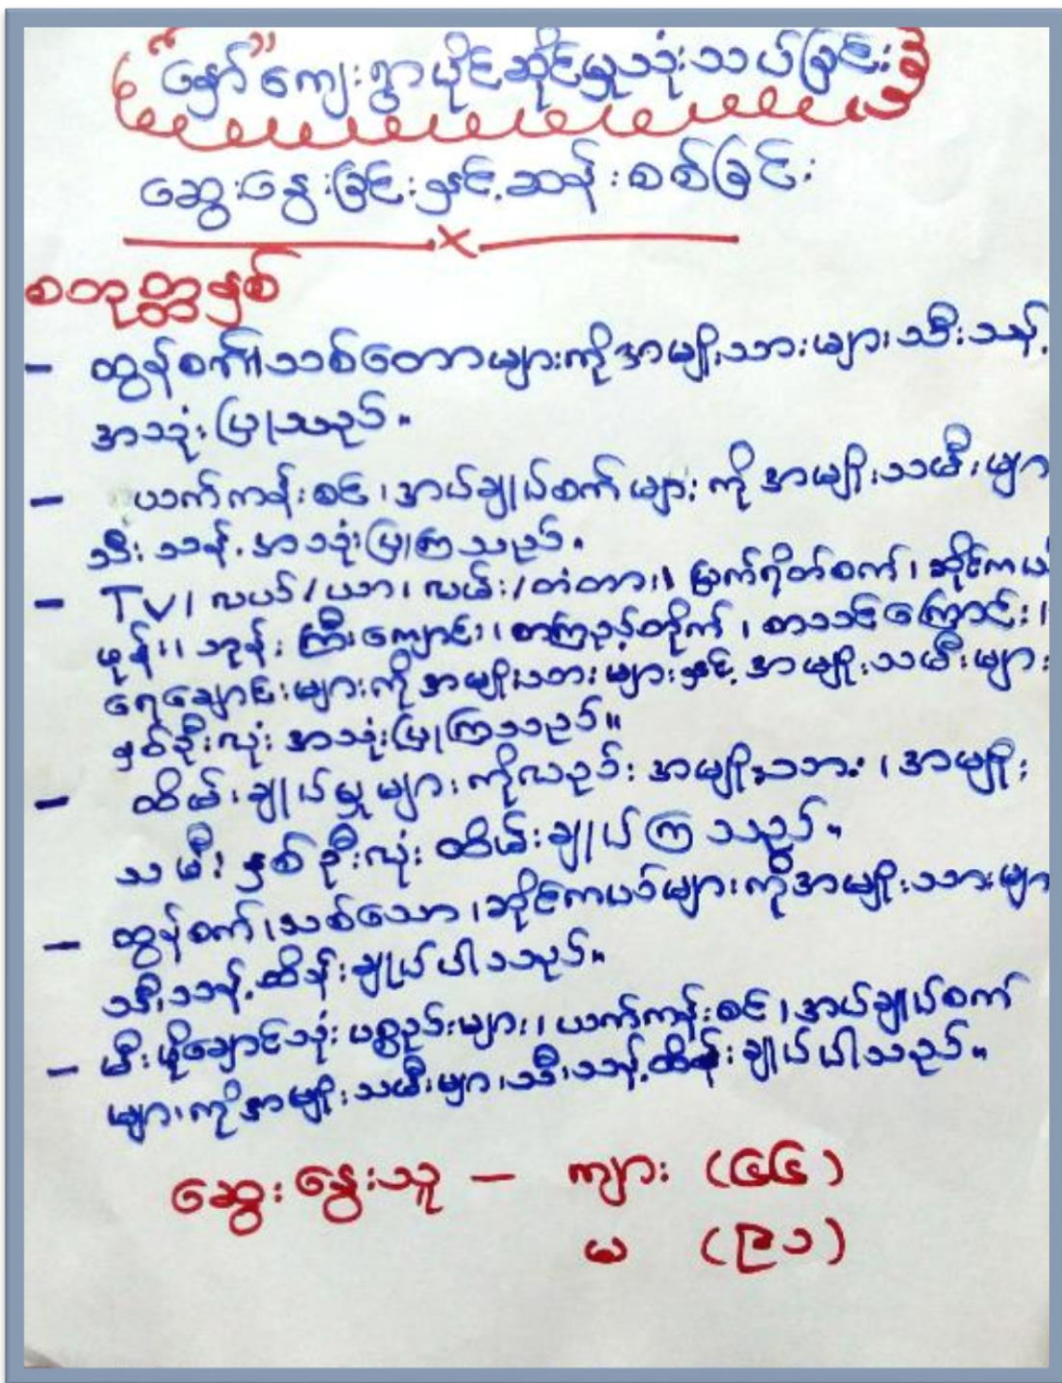 “နှော်” ကျေးရွာပိုင်ဆိုင်မှုသုံးသပ်ခြင်း
ဆွေးနွေးခြင်းနှင့်ဆန်းစစ်ခြင်း
x
စတုတ္ထနှစ်
- ထွန်စက်၊ သစ်တောများကိုအမျိုးသားများသီးသန့်
အသုံးပြုသည်။
- ယက်ကန်းစင်၊ အပ်ချုပ်စက်များကိုအမျိုးသမီးများ
သီးသန့်အသုံးပြုကြသည်။
- TV၊ လယ်/ယာ၊ လမ်း/တံတား၊ မြက်ရိတ်စက်၊ ဆိုင်ကယ်
ဖုန်း၊ ဘုန်းကြီးကျောင်း၊ စာကြည့်တိုက်၊ စာသင်ကြောင်း၊
ရေချောင်းများကိုအမျိုးသားများနှင့်အမျိုးသမီးများ
နှစ်ဦးလုံးအသုံးပြုကြသည်။
- ထိမ်းချုပ်မှုများကိုလည်းအမျိုးသား၊ အမျိုး
သမီးနှစ်ဦးလုံးထိမ်းချုပ်ကြသည်။
- ထွန်စက်၊ သစ်သော၊ ဆိုင်ကယ်များကိုအမျိုးသားများ
သီးသန့်ထိန်းချုပ်ပါသည်။
- မီးဖိုချောင်သုံးပစ္စည်းများ၊ ယက်ကန်းစင်၊ အပ်ချုပ်စက်
များကိုအမျိုးသမီးများသီးသန့်ထိန်းချုပ်ပါသည်။
ဆွေးနွေးသူ - ကျား (၄၄)
မ (၉၁)